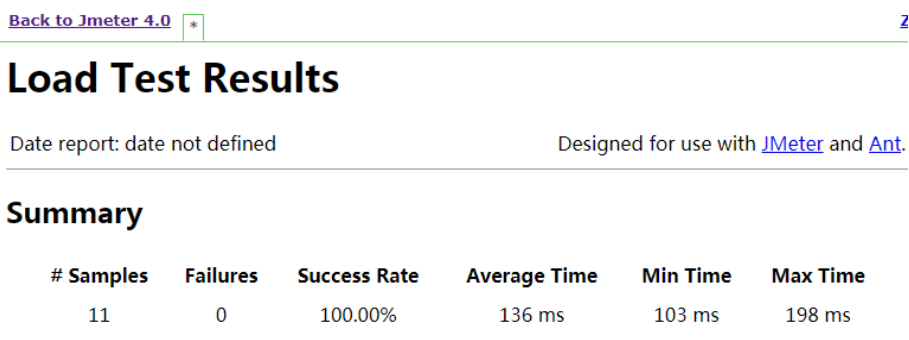 Back to Jmeter 4.0 * Z
Load Test Results
Date report: date not defined Designed for use with JMeter and Ant.
Summary
# Samples Failures Success Rate Average Time Min Time Max Time
11 0 100.00% 136 ms 103 ms 198 ms